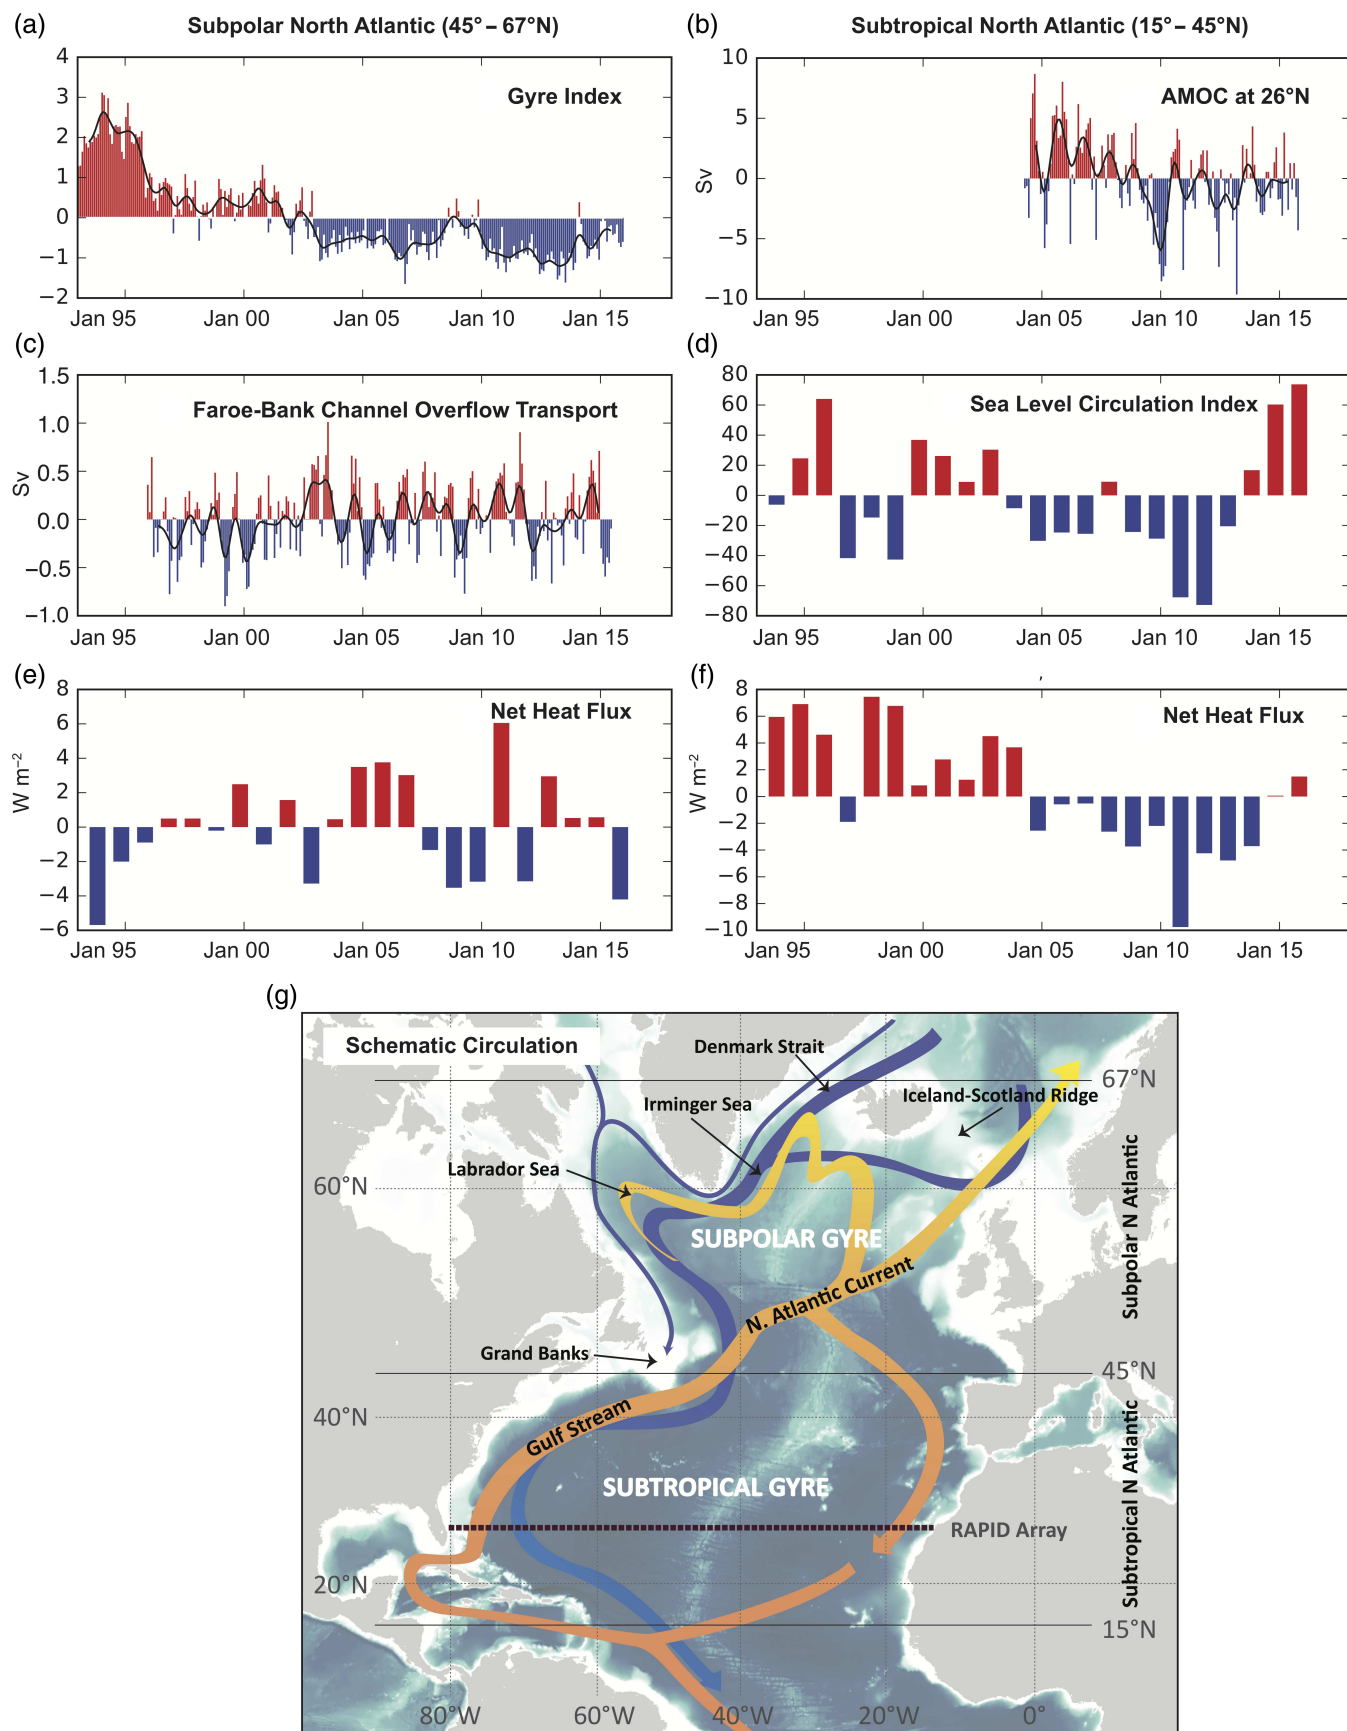 (a) Subpolar North Atlantic (45° – 67°N)
(b) Subtropical North Atlantic (15° – 45°N)
Gyre Index
4
3
2
1
0
−1
−2
Jan 95 Jan 00 Jan 05 Jan 10 Jan 15
AMOC at 26°N
Sv
10
5
0
−5
−10
Jan 95 Jan 00 Jan 05 Jan 10 Jan 15
(c)
Faroe-Bank Channel Overflow Transport
Sv
1.5
1.0
0.5
0.0
−0.5
−1.0
Jan 95 Jan 00 Jan 05 Jan 10 Jan 15
(d)
Sea Level Circulation Index
80
60
40
20
0
−20
−40
−60
−80
Jan 95 Jan 00 Jan 05 Jan 10 Jan 15
(e)
Net Heat Flux
W m−2
8
6
4
2
0
−2
−4
−6
Jan 95 Jan 00 Jan 05 Jan 10 Jan 15
(f)
Net Heat Flux
W m−2
8
6
4
2
0
−2
−4
−6
−8
−10
Jan 95 Jan 00 Jan 05 Jan 10 Jan 15
(g)
Schematic Circulation
Denmark Strait
67°N
Iceland-Scotland Ridge
Irminger Sea
Labrador Sea
60°N
Subpolar N Atlantic
SUBPOLAR GYRE
N. Atlantic Current
Grand Banks
45°N
40°N
Gulf Stream
SUBTROPICAL GYRE
Subtropical N Atlantic
RAPID Array
20°N
15°N
80°W 60°W 40°W 20°W 0°